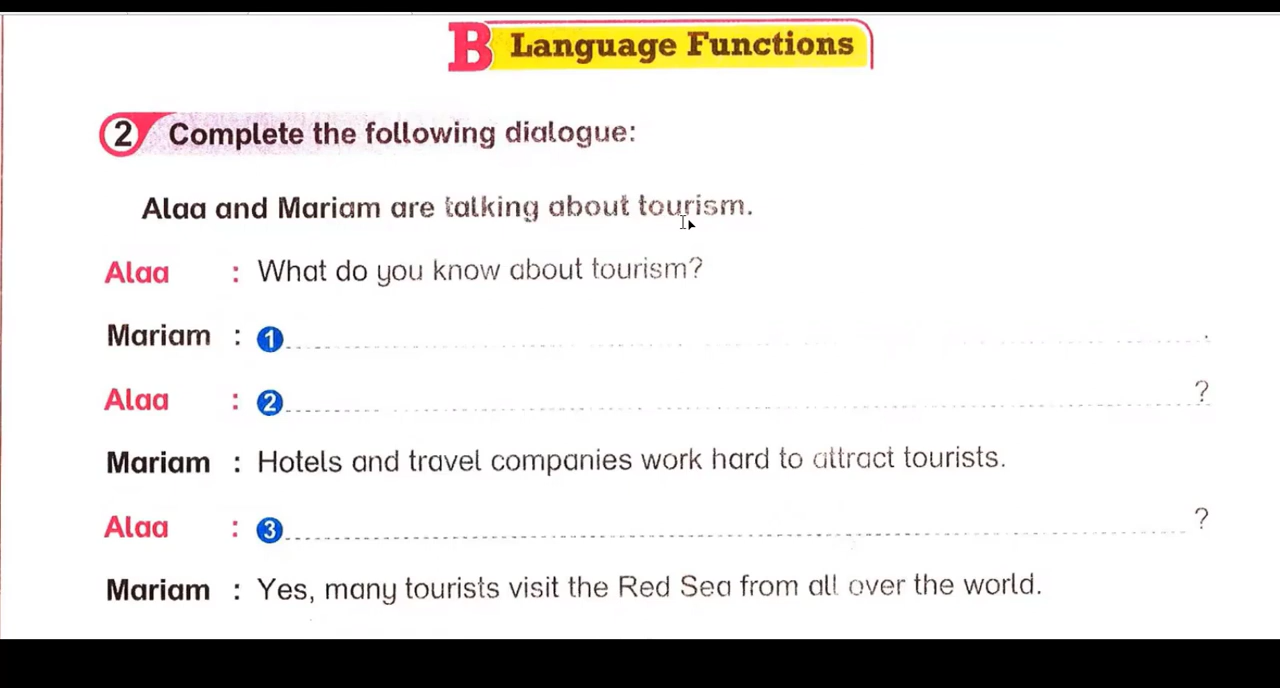 B Language Functions
2 Complete the following dialogue:
Alaa and Mariam are talking about tourism.
Alaa : What do you know about tourism?
Mariam : 1 .
Alaa : 2 ?
Mariam : Hotels and travel companies work hard to attract tourists.
Alaa : 3 ?
Mariam : Yes, many tourists visit the Red Sea from all over the world.